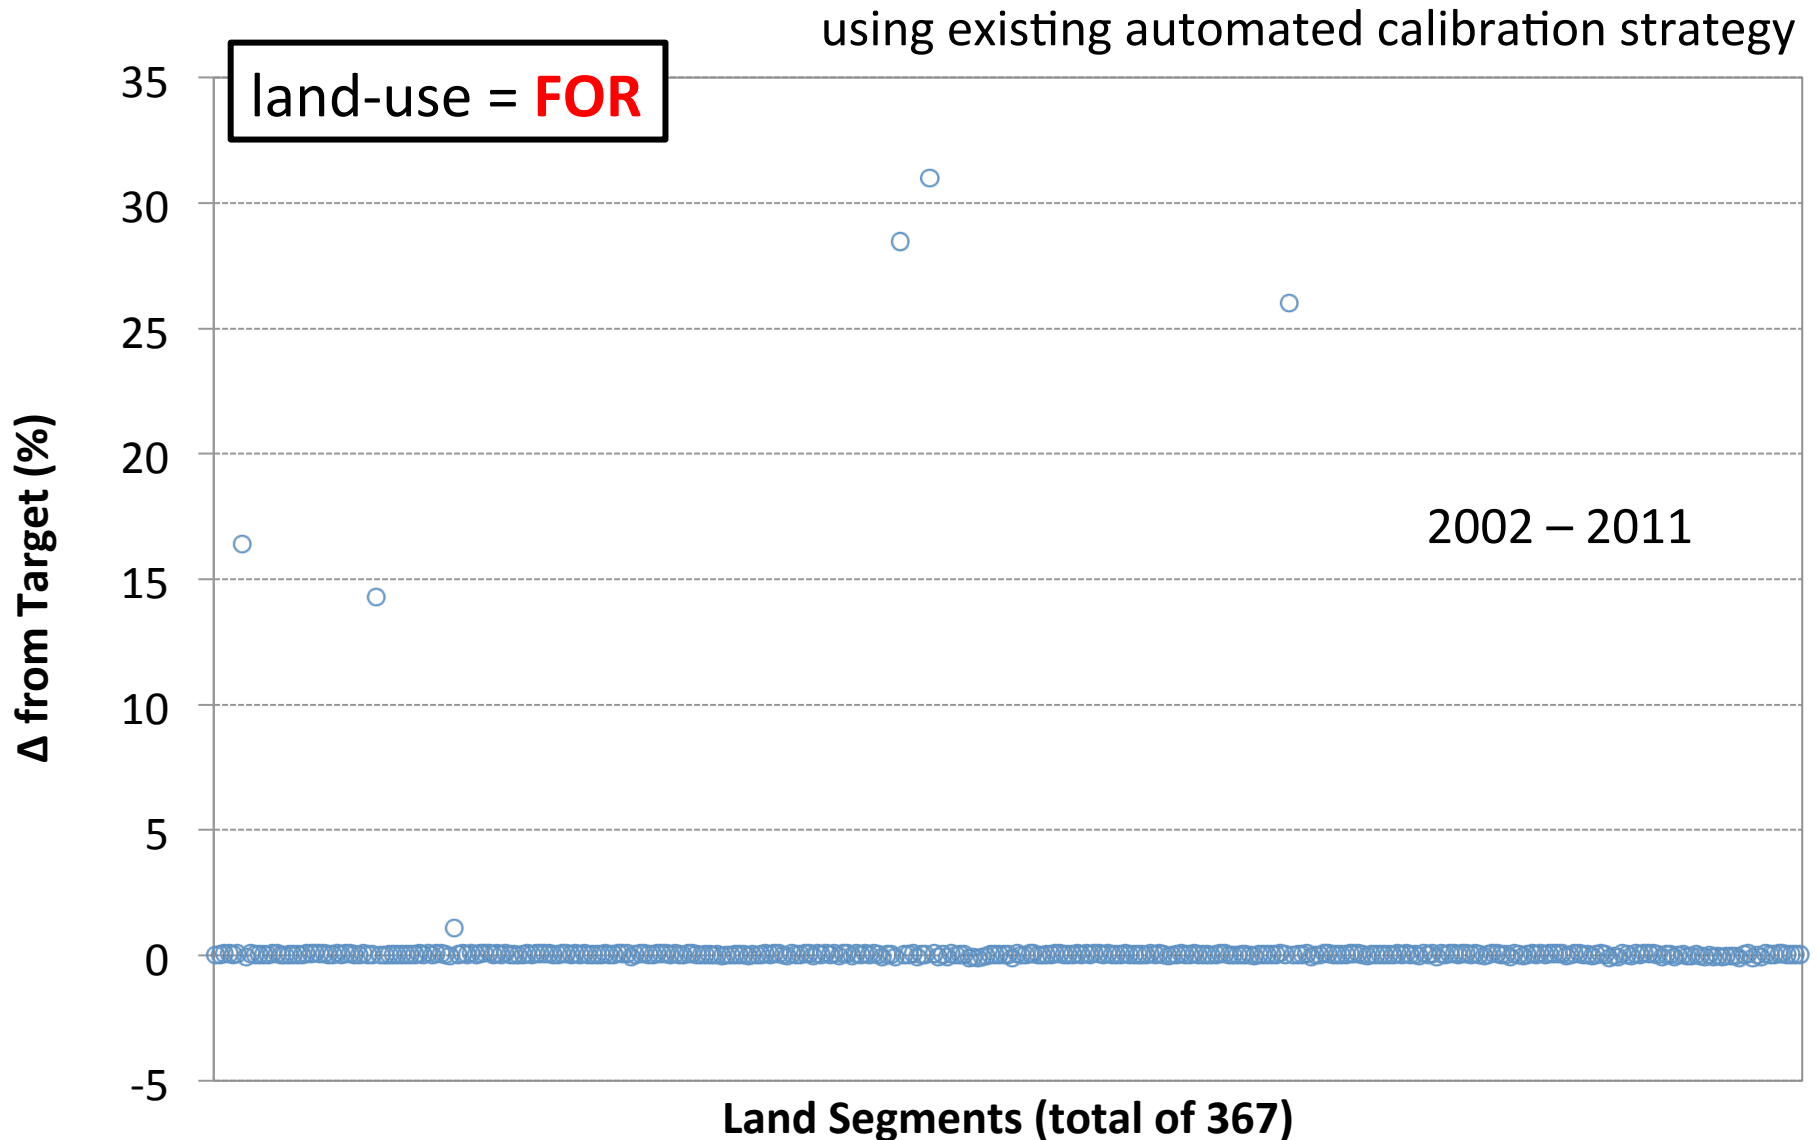 using existing automated calibration strategy
land-use = FOR
35
30
25
20
15
10
5
0
-5
Δ from Target (%)
2002 – 2011
Land Segments (total of 367)